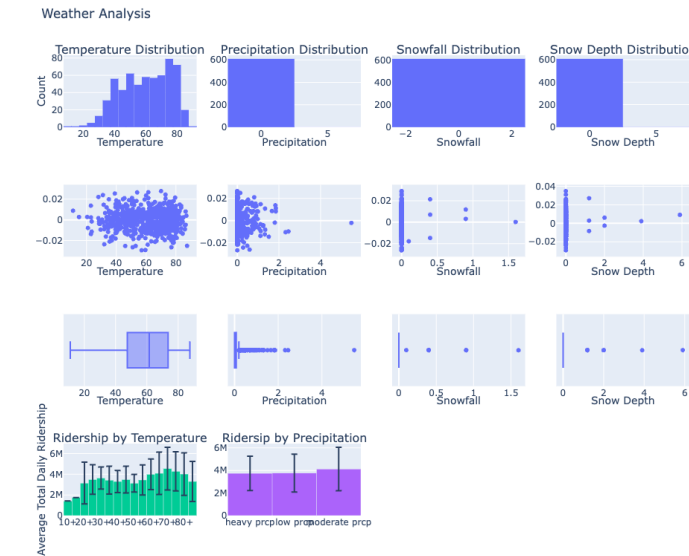 Weather Analysis
Temperature Distribution Precipitation Distribution Snowfall Distribution Snow Depth Distributio
Count
80
60
40
20
0
20 40 60 80
Temperature
600
400
200
0
0 5
Precipitation
600
400
200
0
−2 0 2
Snowfall
600
400
200
0
0 5
Snow Depth
0.02
0
−0.02
20 40 60 80
Temperature
0.02
0
−0.02
0 2 4
Precipitation
0.02
0
−0.02
0 0.5 1 1.5
Snowfall
0.04
0.02
0
−0.02
0 2 4 6
Snow Depth
20 40 60 80
Temperature
0 2 4
Precipitation
0 0.5 1 1.5
Snowfall
0 2 4 6
Snow Depth
Average Total Daily Ridership
Ridership by Temperature
6M
4M
2M
0
10+20+30+40+50+60+70+80+
Ridersip by Precipitation
6M
4M
2M
0
heavy prcp low prcp moderate prcp